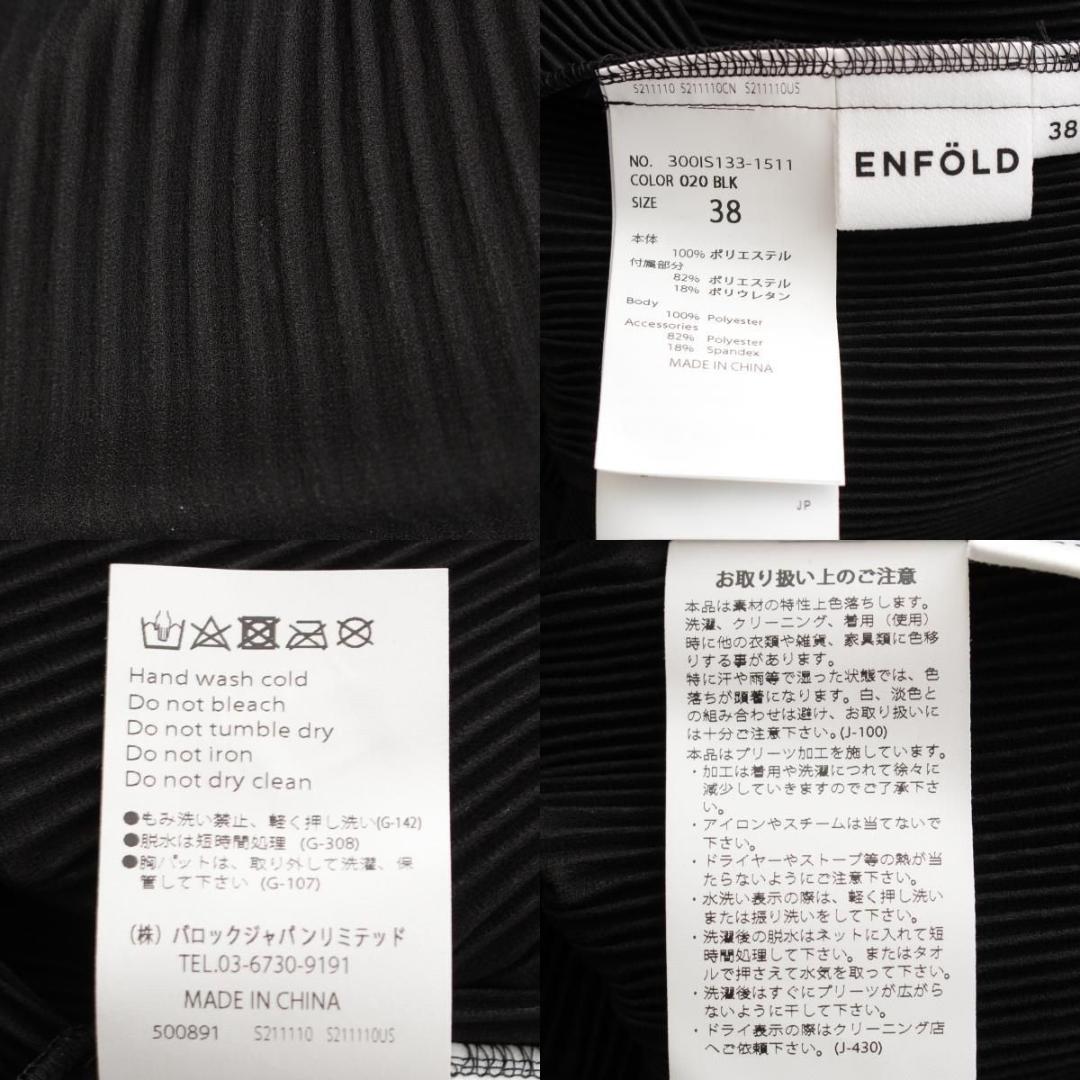 S211110 S211110CN S211110US
NO. 300IS133-1511
COLOR 020 BLK
SIZE 38
本体
100% ポリエステル
付属部分
82% ポリエステル
18% ポリウレタン
Body
100% Polyester
Accessories
82% Polyester
18% Spandex
MADE IN CHINA
JP
ENFÖLD
38
Hand wash cold
Do not bleach
Do not tumble dry
Do not iron
Do not dry clean
●もみ洗い禁止、軽く押し洗い(G-142)
●脱水は短時間処理 (G-308)
●胸パットは、取り外して洗濯、保
管して下さい (G-107)
(株) バロックジャパンリミテッド
TEL.03-6730-9191
MADE IN CHINA
500891 S211110 S211110US
お取り扱い上のご注意
本品は素材の特性上色落ちします。
洗濯、クリーニング、着用（使用）
時に他の衣類や雑貨、家具類に色移
りする事があります。
特に汗や雨等で湿った状態では、色
落ちが顕着になります。白、淡色と
の組み合わせは避け、お取り扱いに
は十分ご注意下さい。(J-100)
本品はプリーツ加工を施しています。
・加工は着用や洗濯につれて徐々に
減少していきますのでご了承下さ
い。
・アイロンやスチームは当てないで
下さい。
・ドライヤーやストーブ等の熱が当
たらないようにご注意下さい。
・水洗い表示の際は、軽く押し洗い
または振り洗いをして下さい。
・洗濯後の脱水はネットに入れて短
時間処理して下さい。またはタオ
ルで押さえて水気を取って下さい。
・洗濯後はすぐにプリーツが広がら
ないように干して下さい。
・ドライ表示の際はクリーニング店
へご依頼下さい。(J-430)